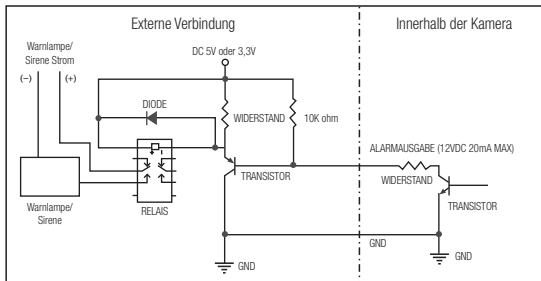 Externe Verbindung
Innerhalb der Kamera
DC 5V oder 3,3V
Warnlampe/
Sirene Strom
(−)
(+)
DIODE
WIDERSTAND
10K ohm
ALARMAUSGABE (12VDC 20mA MAX)
WIDERSTAND
TRANSISTOR
TRANSISTOR
RELAIS
Warnlampe/
Sirene
GND
GND
GND